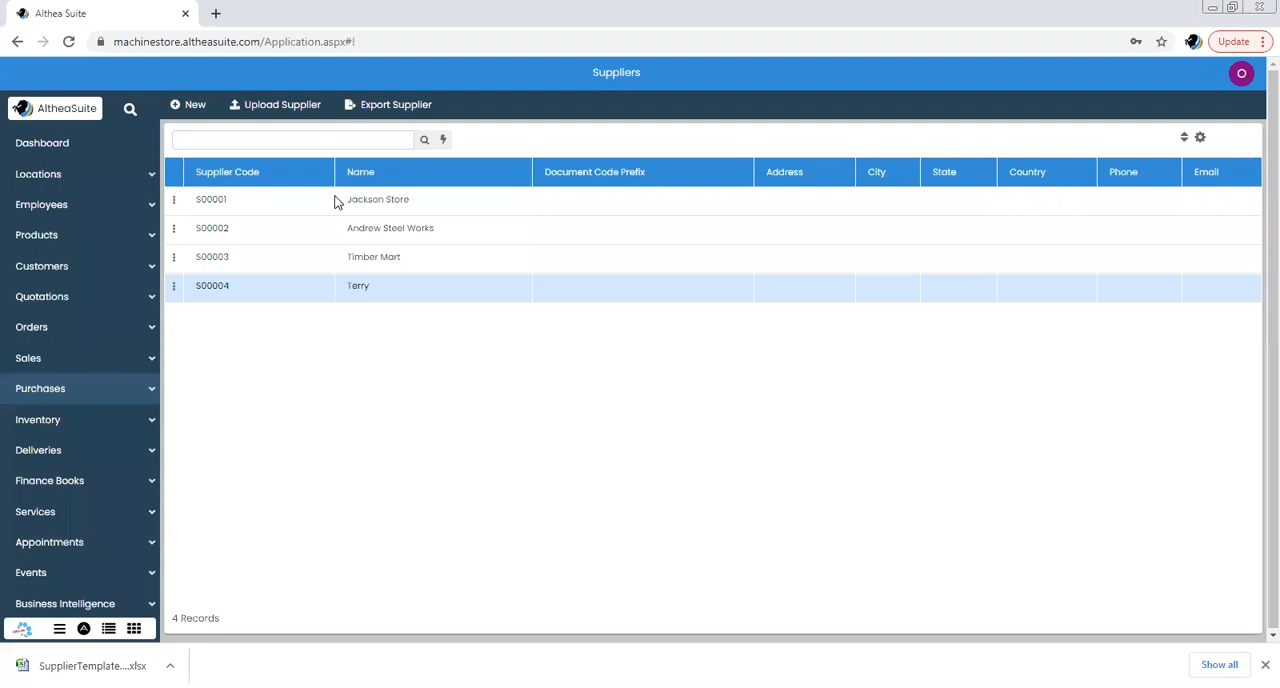 Althea Suite
machinestore.altheasuite.com/Application.aspx#!
Update
Suppliers
O
AltheaSuite
New
Upload Supplier
Export Supplier
Dashboard
Locations
Employees
Products
Customers
Quotations
Orders
Sales
Purchases
Inventory
Deliveries
Finance Books
Services
Appointments
Events
Business Intelligence
Supplier Code Name Document Code Prefix Address City State Country Phone Email
S00001 Jackson Store
S00002 Andrew Steel Works
S00003 Timber Mart
S00004 Terry
4 Records
SupplierTemplate....xlsx
Show all